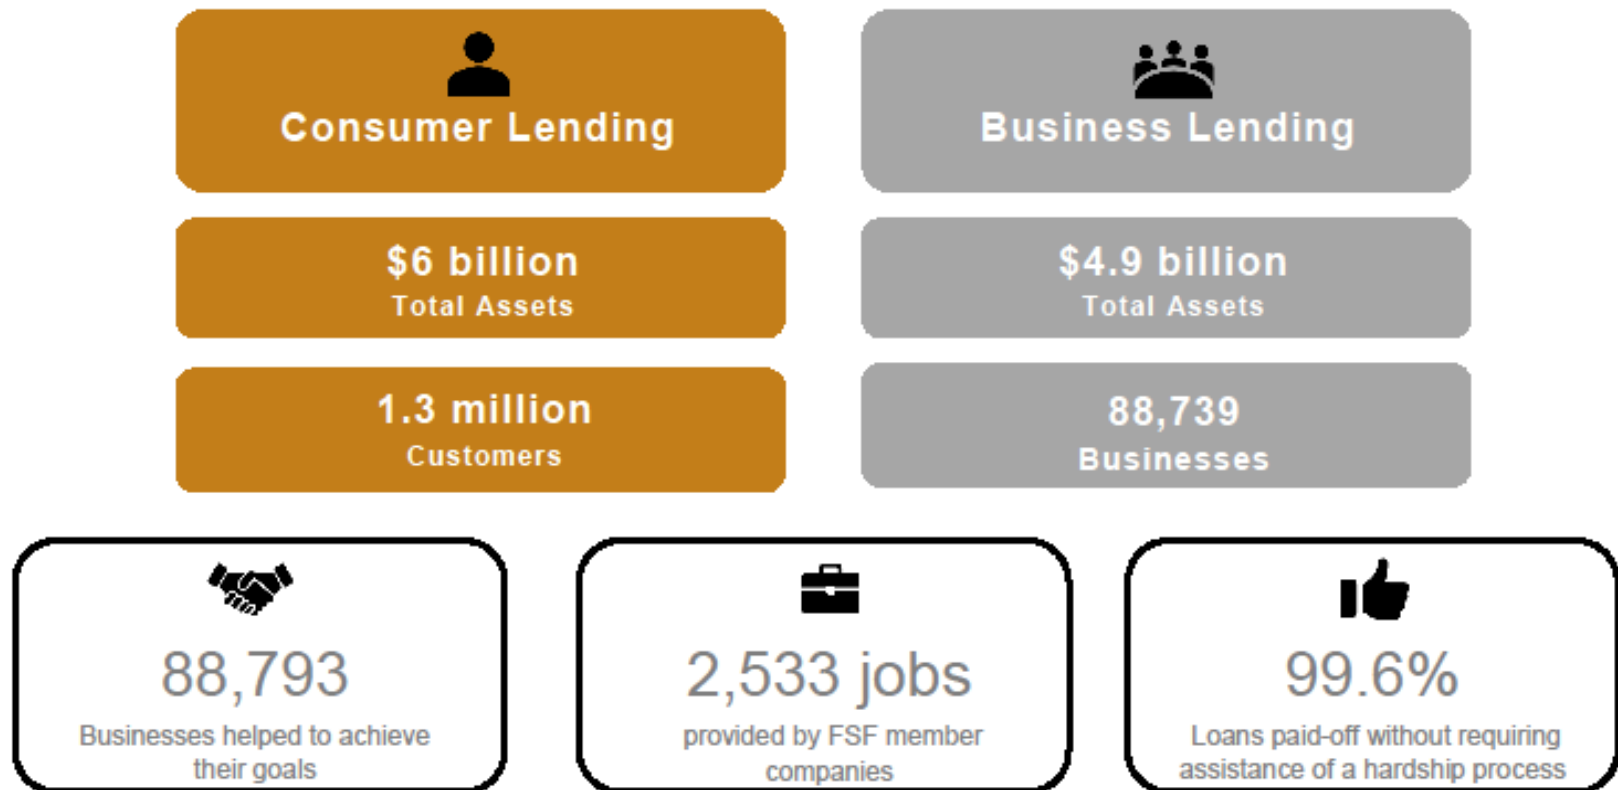 Consumer Lending
Business Lending
$6 billion
Total Assets
$4.9 billion
Total Assets
1.3 million
Customers
88,739
Businesses
88,793
Businesses helped to achieve
their goals
2,533 jobs
provided by FSF member
companies
99.6%
Loans paid-off without requiring
assistance of a hardship process